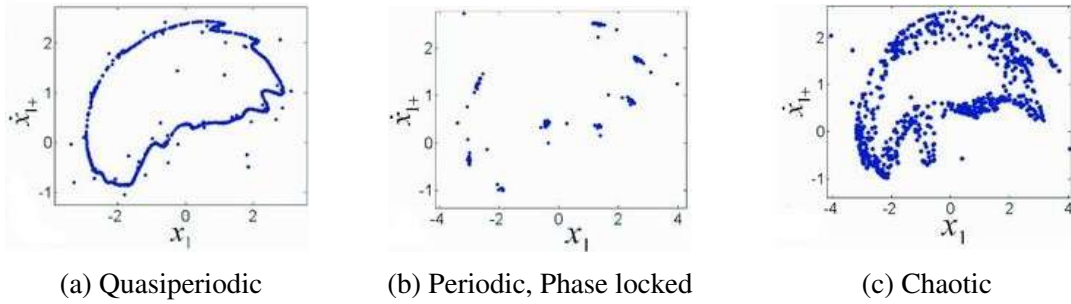 2
1
0
-1
-2 0 2
ẋ₁₊
x₁
(a) Quasiperiodic
2
1
0
-1
-4 -2 0 2 4
ẋ₁₊
x₁
(b) Periodic, Phase locked
2
1
0
-1
-4 -2 0 2 4
ẋ₁₊
x₁
(c) Chaotic